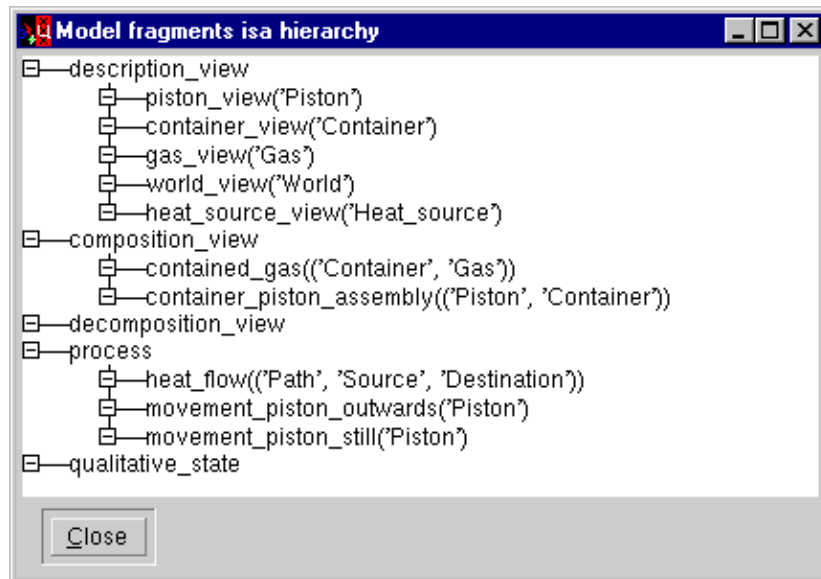 Model fragments isa hierarchy
description_view
piston_view('Piston')
container_view('Container')
gas_view('Gas')
world_view('World')
heat_source_view('Heat_source')
composition_view
contained_gas(('Container', 'Gas'))
container_piston_assembly(('Piston', 'Container'))
decomposition_view
process
heat_flow(('Path', 'Source', 'Destination'))
movement_piston_outwards('Piston')
movement_piston_still('Piston')
qualitative_state
Close